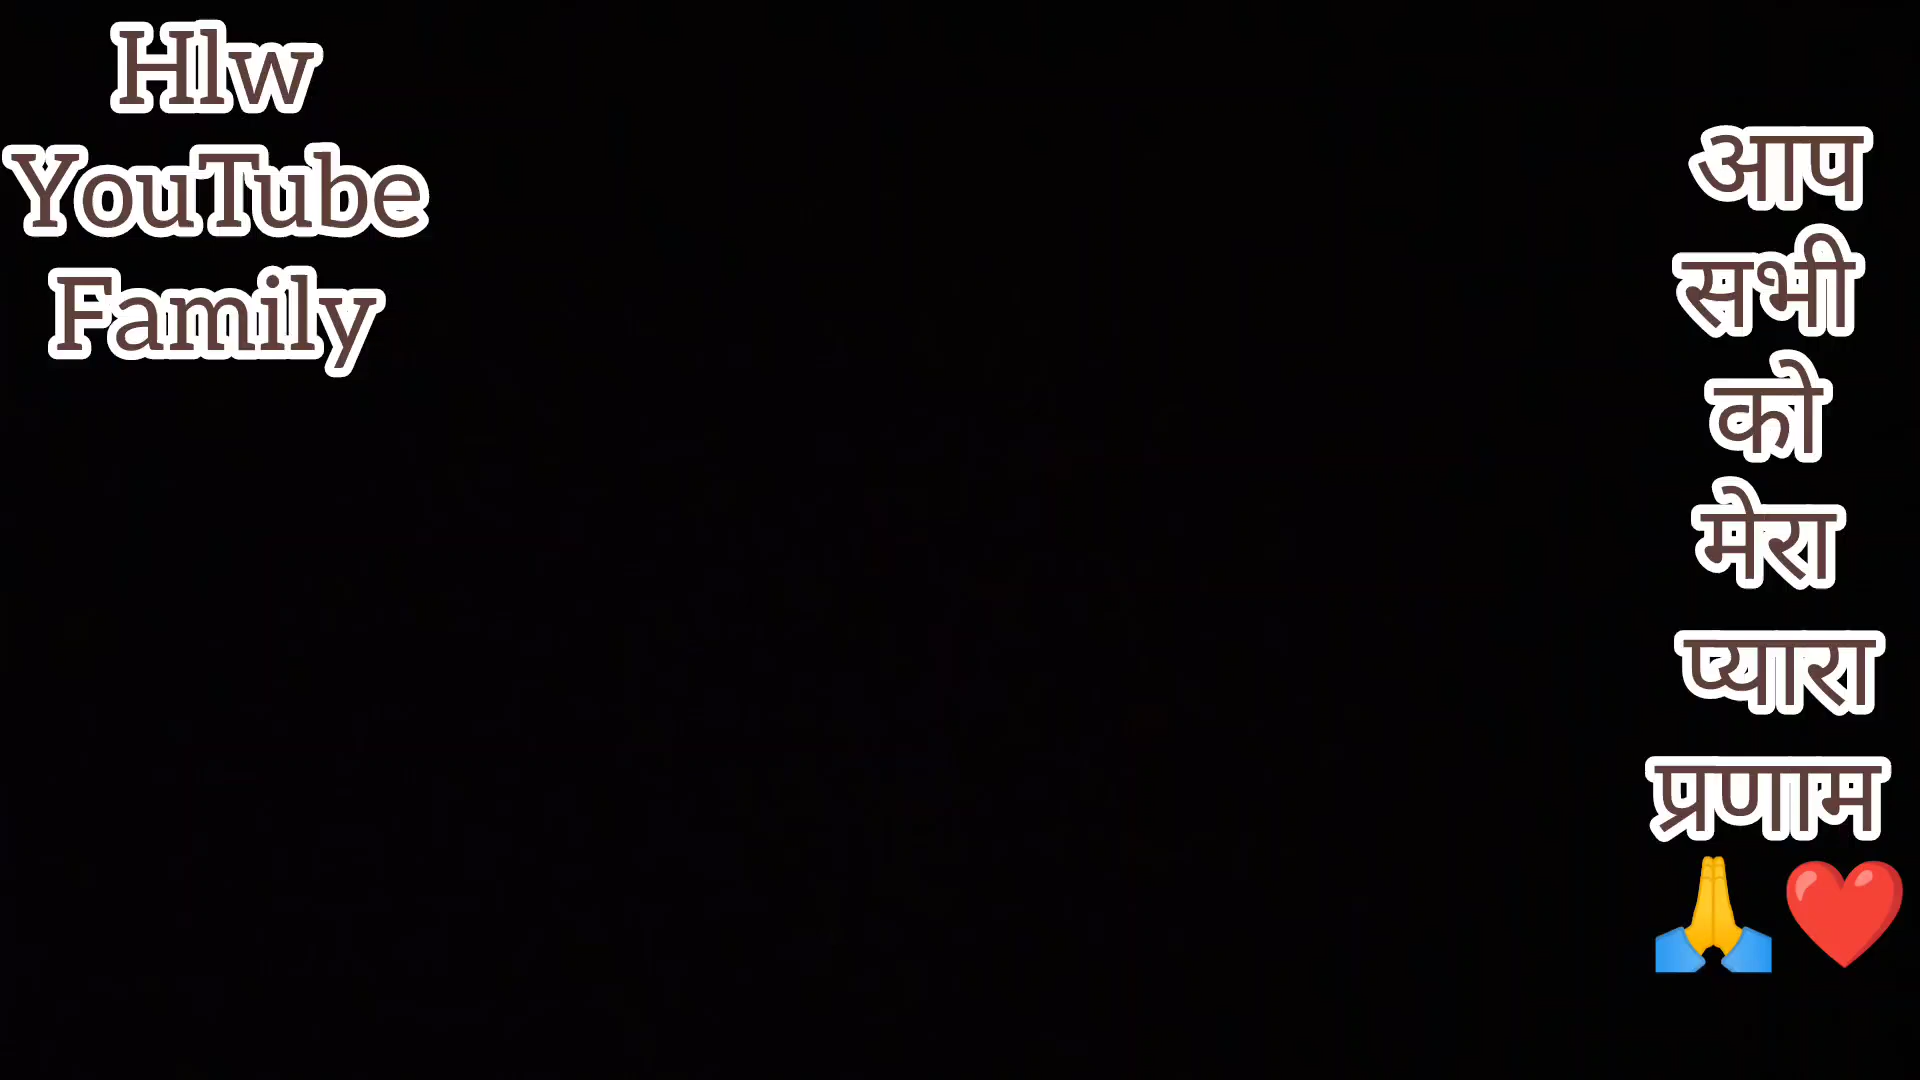 Hlw
YouTube
Family
आप
सभी
को
मेरा
प्यारा
प्रणाम
🙏❤️